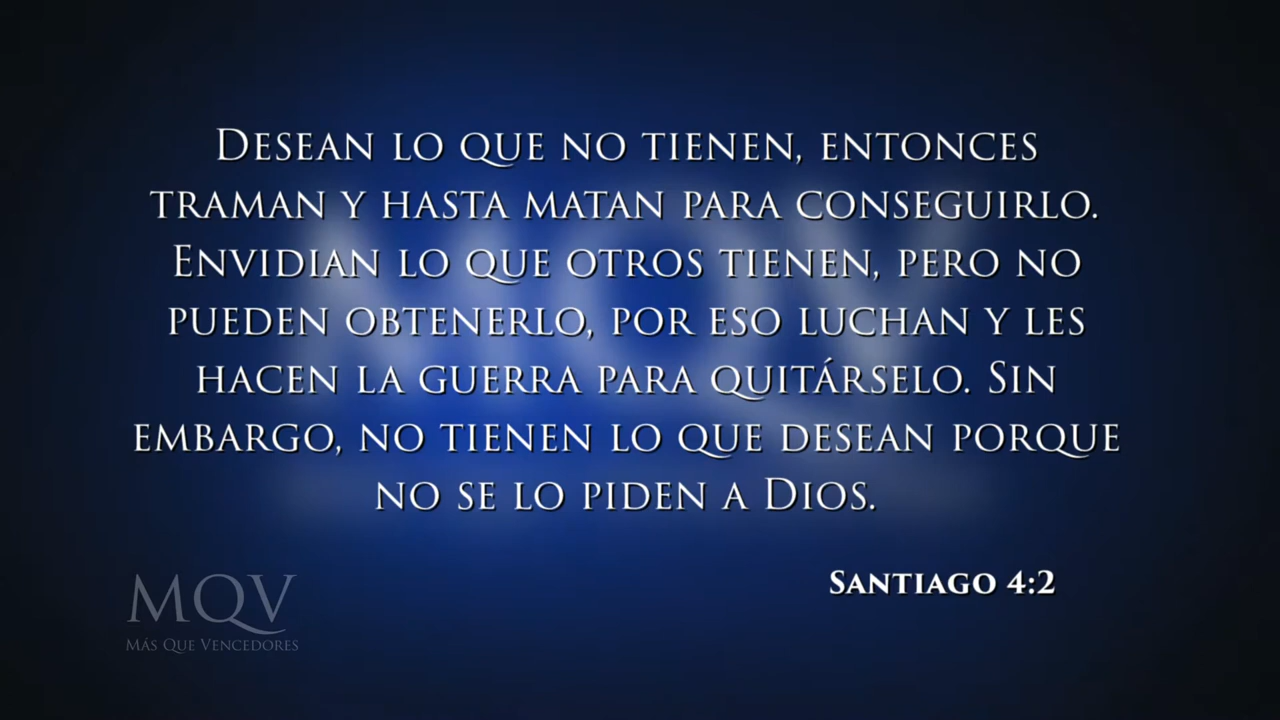 Desean lo que no tienen, entonces
traman y hasta matan para conseguirlo.
Envidian lo que otros tienen, pero no
pueden obtenerlo, por eso luchan y les
hacen la guerra para quitárselo. Sin
embargo, no tienen lo que desean porque
no se lo piden a Dios.
Santiago 4:2
MQV
Más Que Vencedores